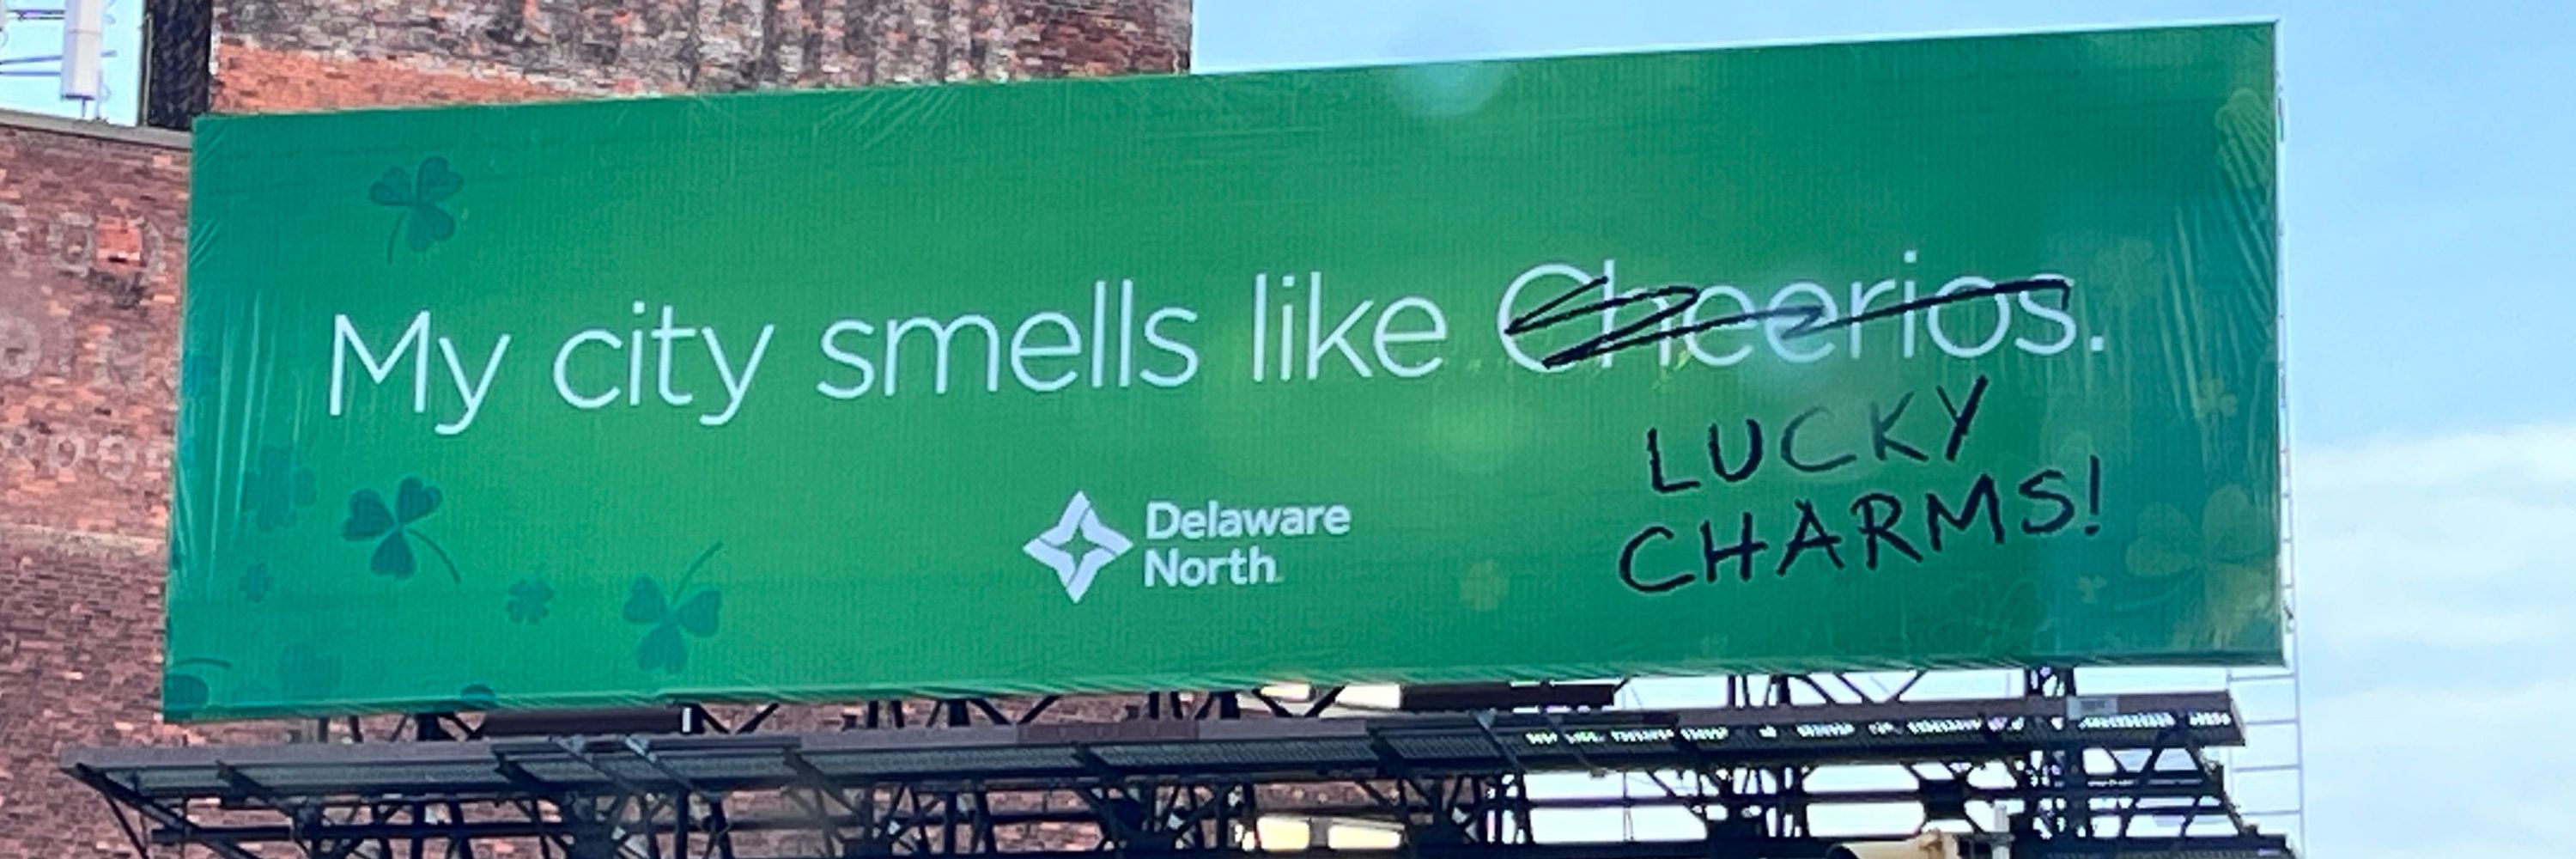 My city smells like Cheerios.
LUCKY
CHARMS!
Delaware
North